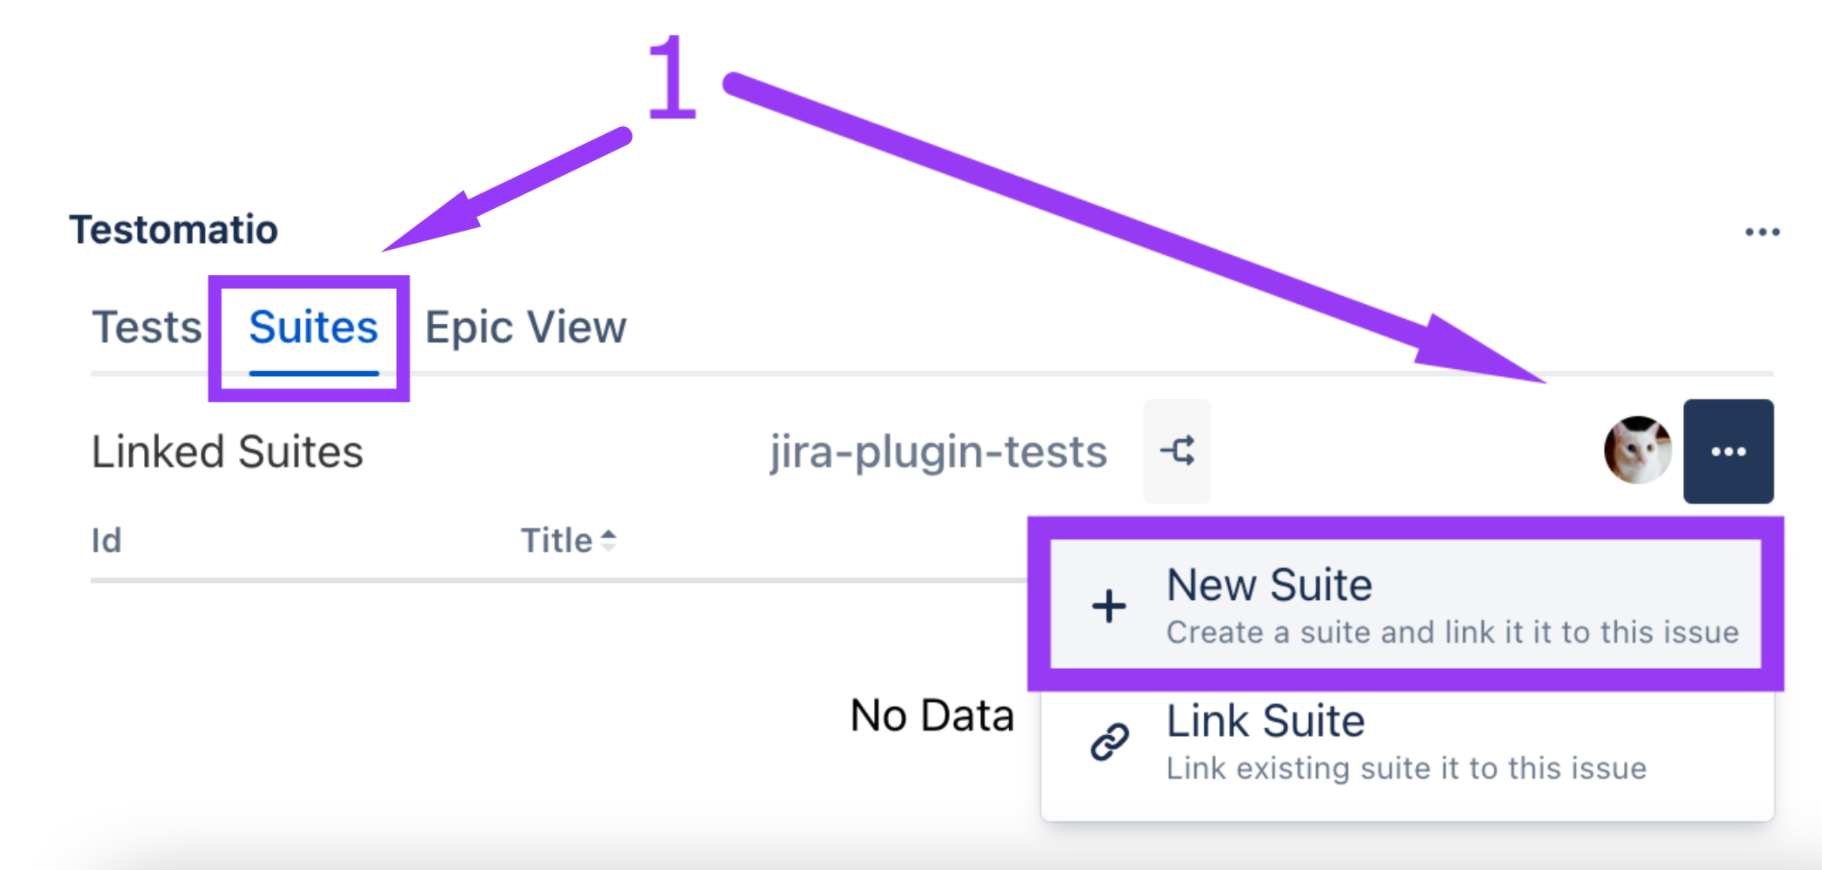 1
Testomatio
Tests Suites Epic View
Linked Suites jira-plugin-tests
Id Title
New Suite
Create a suite and link it it to this issue
No Data
Link Suite
Link existing suite it to this issue